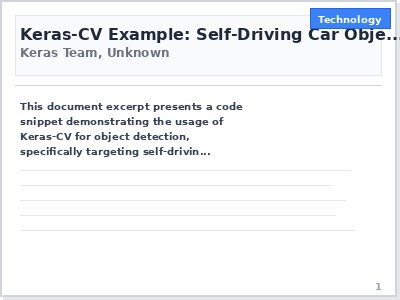 Technology
Keras-CV Example: Self-Driving Car Obje...
Keras Team, Unknown
This document excerpt presents a code
snippet demonstrating the usage of
Keras-CV for object detection,
specifically targeting self-drivin...
1